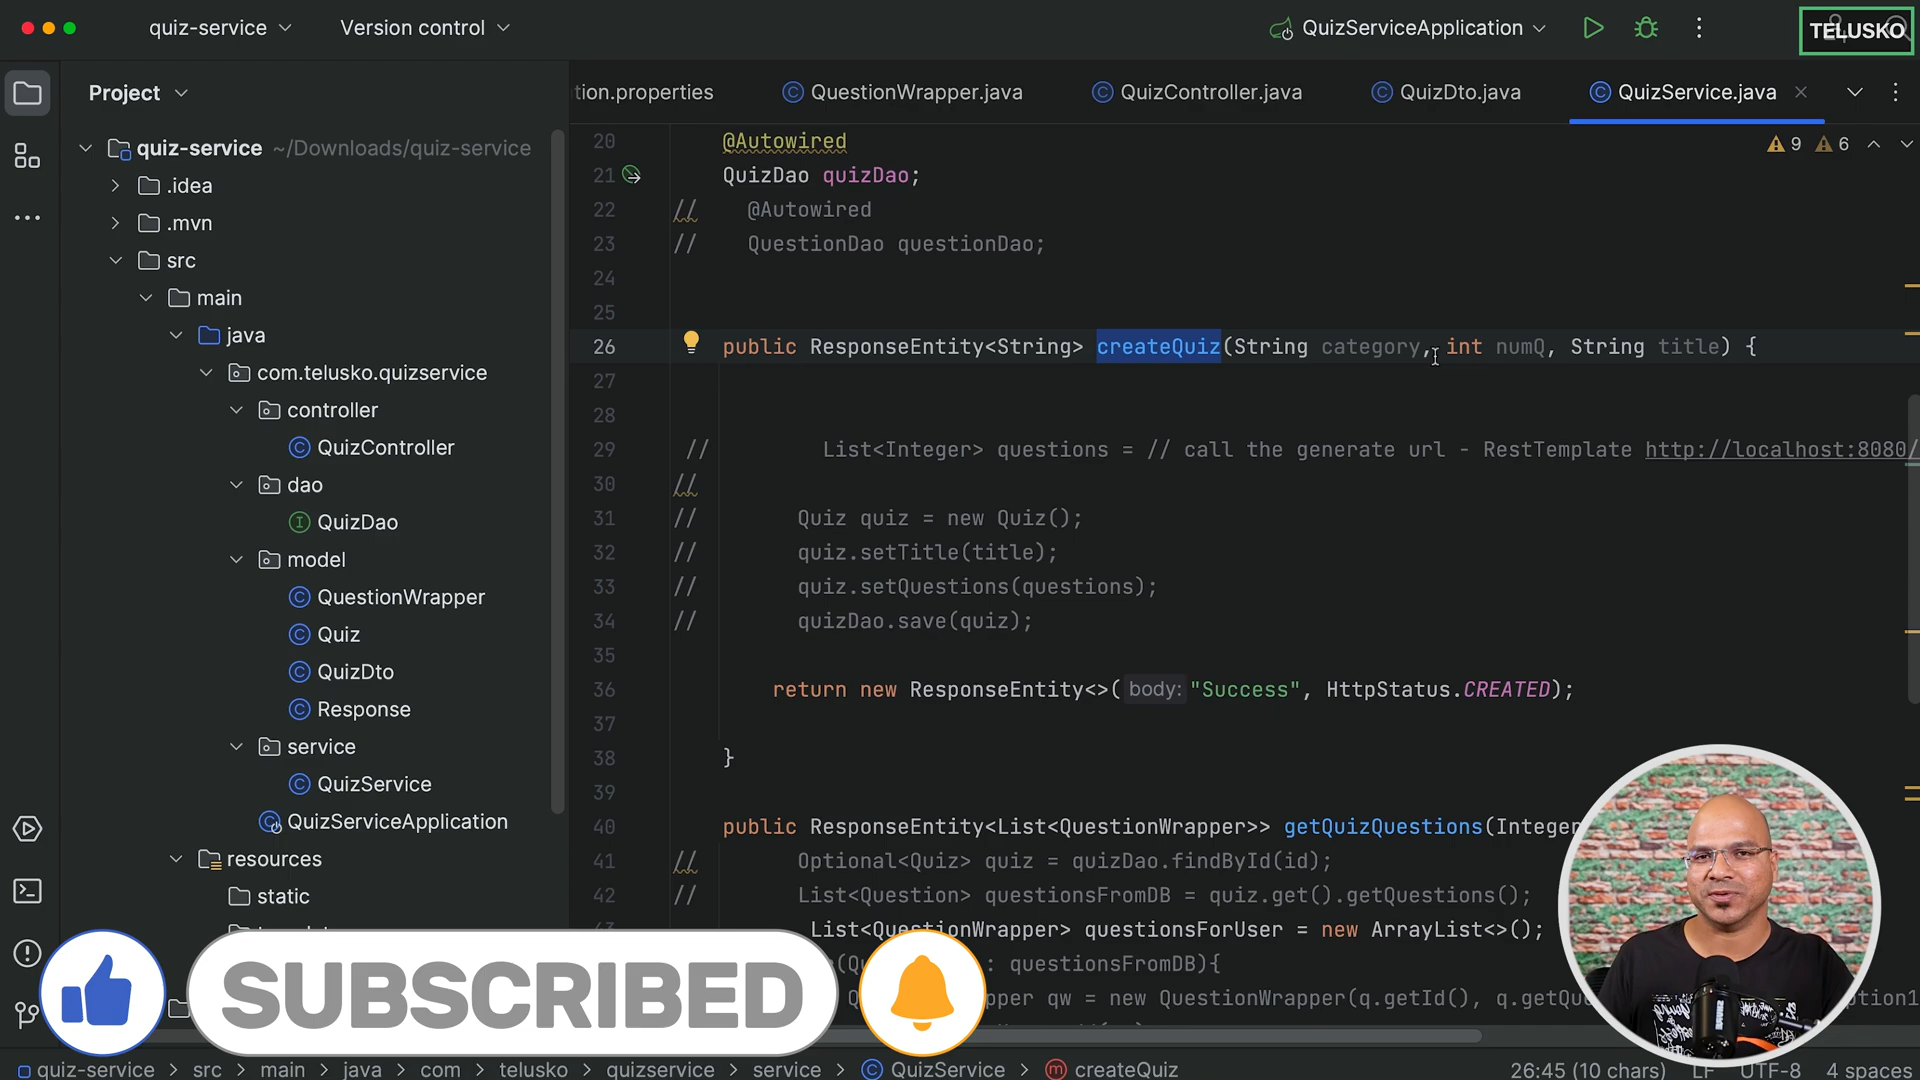 quiz-service
Version control
QuizServiceApplication
TELUSKO
Project
tion.properties
QuestionWrapper.java
QuizController.java
QuizDto.java
QuizService.java
quiz-service ~/Downloads/quiz-service
.idea
.mvn
src
main
java
com.telusko.quizservice
controller
QuizController
dao
QuizDao
model
QuestionWrapper
Quiz
QuizDto
Response
service
QuizService
QuizServiceApplication
resources
static
9 6
20 @Autowired
21 QuizDao quizDao;
22 // @Autowired
23 // QuestionDao questionDao;
24
25
26 public ResponseEntity<String> createQuiz(String category, int numQ, String title) {
27
28
29 // List<Integer> questions = // call the generate url - RestTemplate http://localhost:8080/
30 //
31 // Quiz quiz = new Quiz();
32 // quiz.setTitle(title);
33 // quiz.setQuestions(questions);
34 // quizDao.save(quiz);
35
36 return new ResponseEntity<>( body: "Success", HttpStatus.CREATED);
37
38 }
39
40 public ResponseEntity<List<QuestionWrapper>> getQuizQuestions(Integer
41 // Optional<Quiz> quiz = quizDao.findById(id);
42 // List<Question> questionsFromDB = quiz.get().getQuestions();
List<QuestionWrapper> questionsForUser = new ArrayList<>();
: questionsFromDB){
pper qw = new QuestionWrapper(q.getId(), q.getQu
SUBSCRIBED
quiz-service > src > main > java > com > telusko > quizservice > service > QuizService > createQuiz
26:45 (10 chars) LF UTF-8 4 spaces